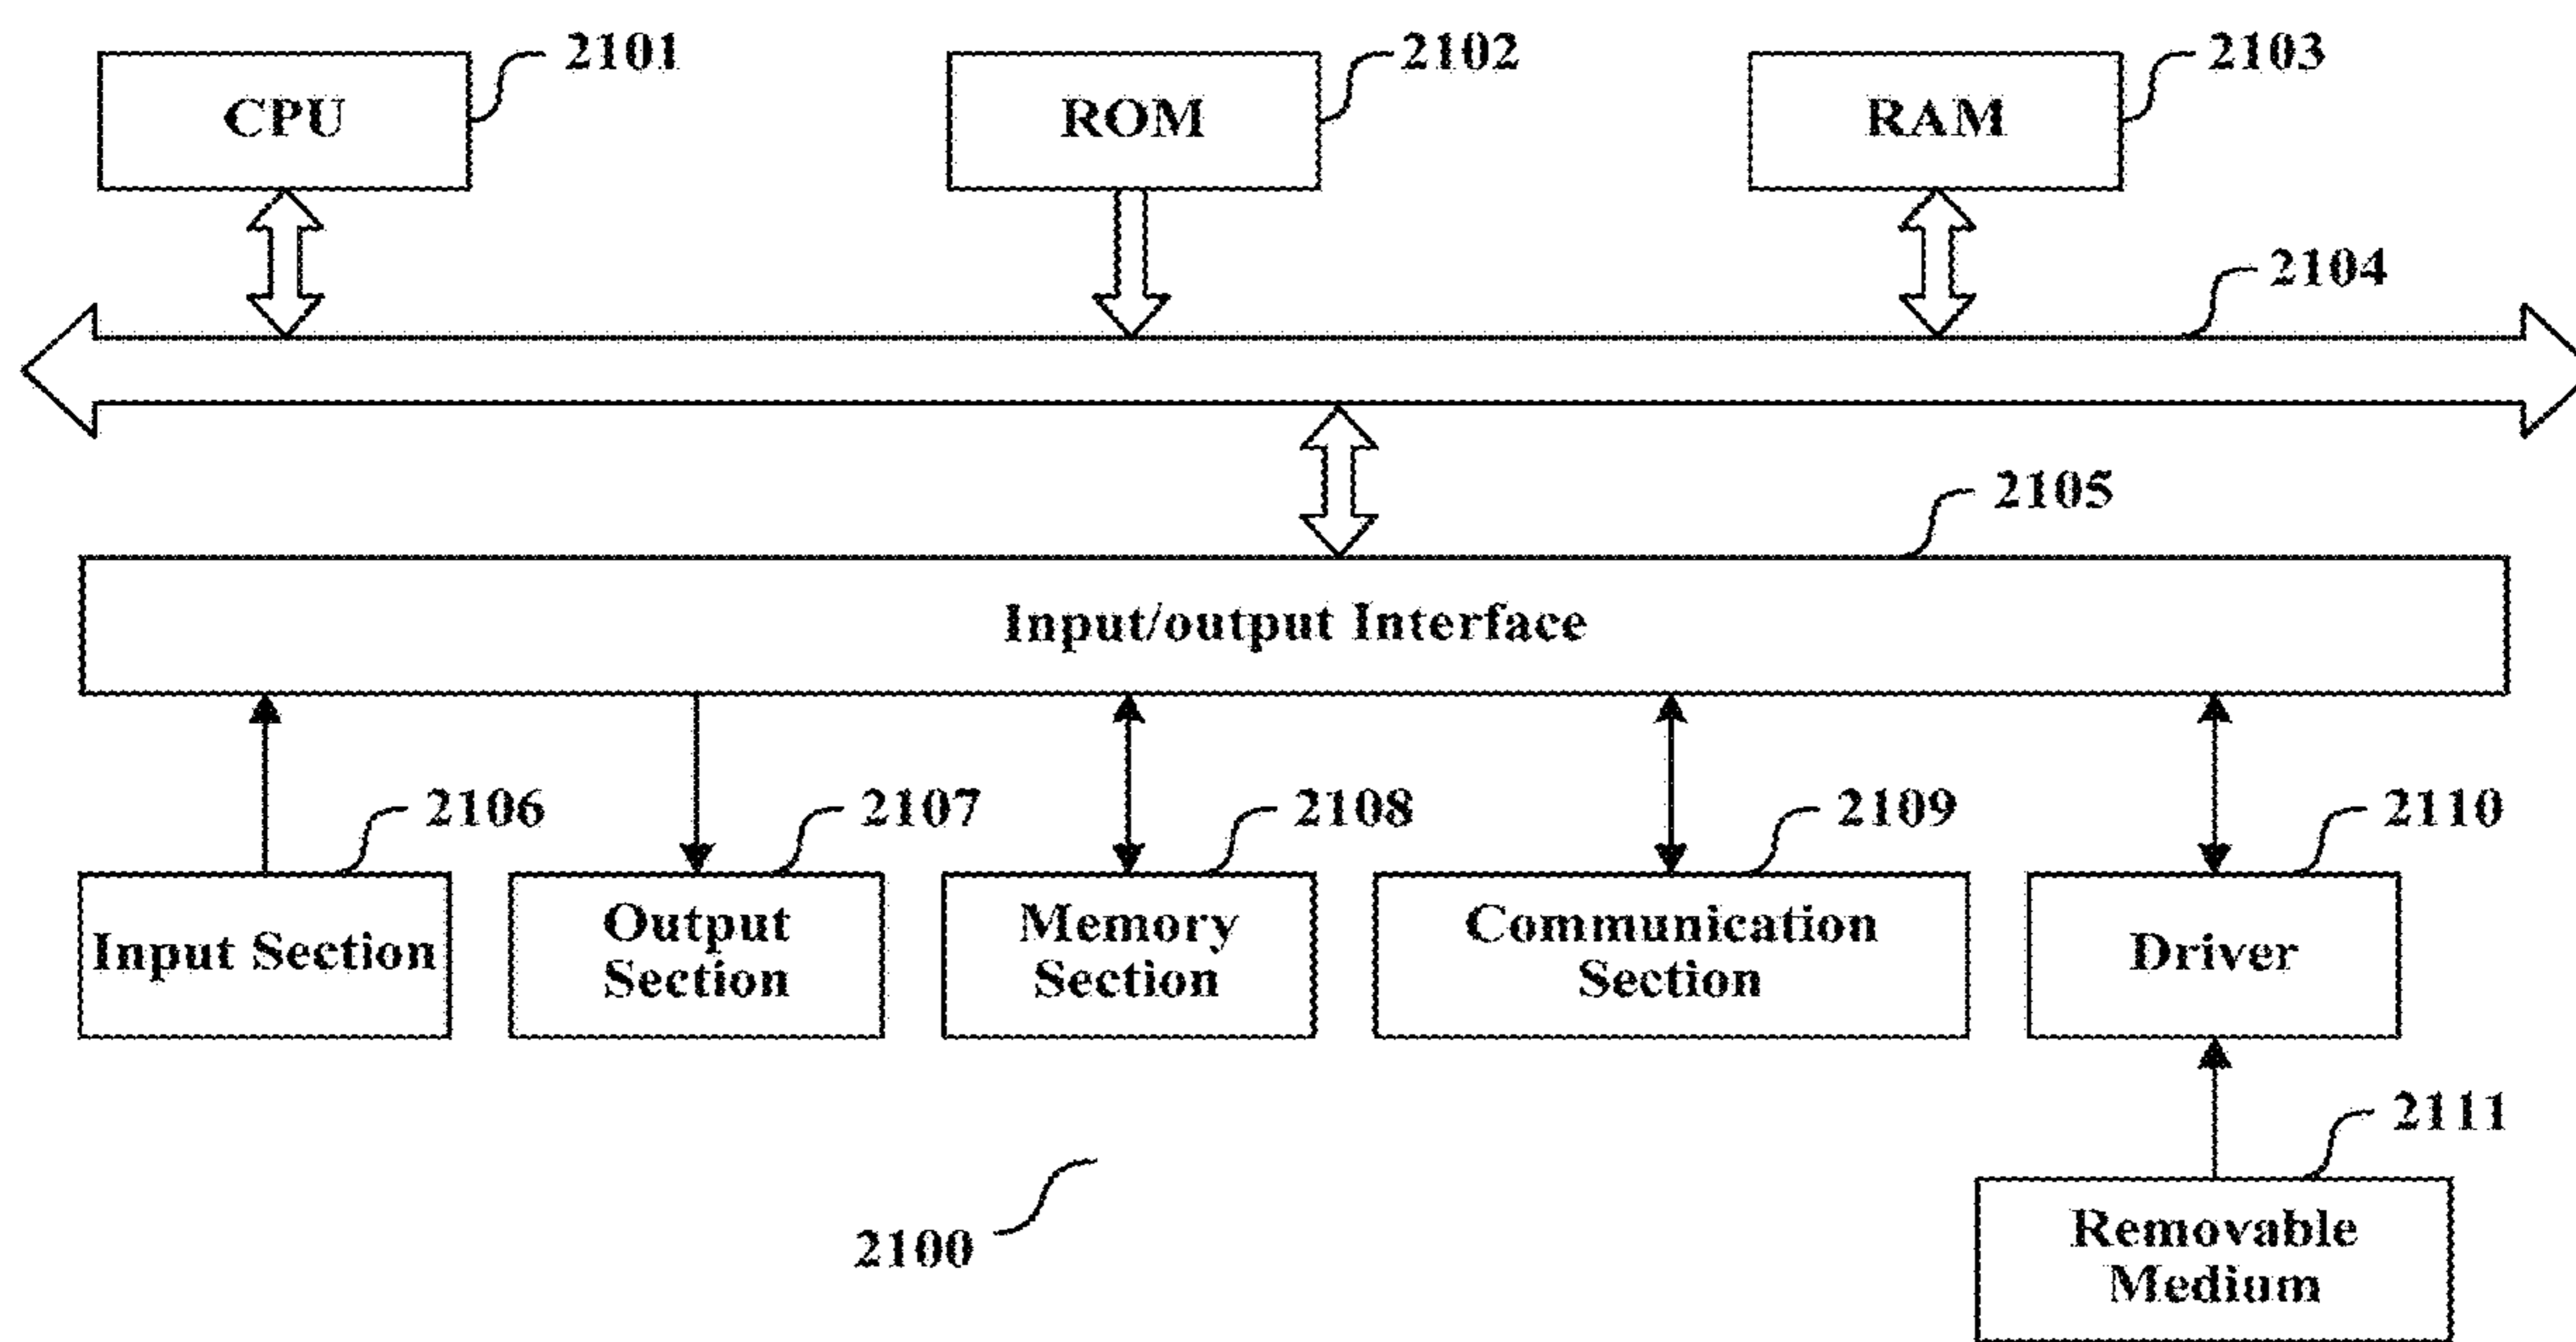 2101
2102
2103
CPU
ROM
RAM
2104
2105
Input/output Interface
2106
2107
2108
2109
2110
Input Section
Output
Section
Memory
Section
Communication
Section
Driver
2111
2100
Removable
Medium